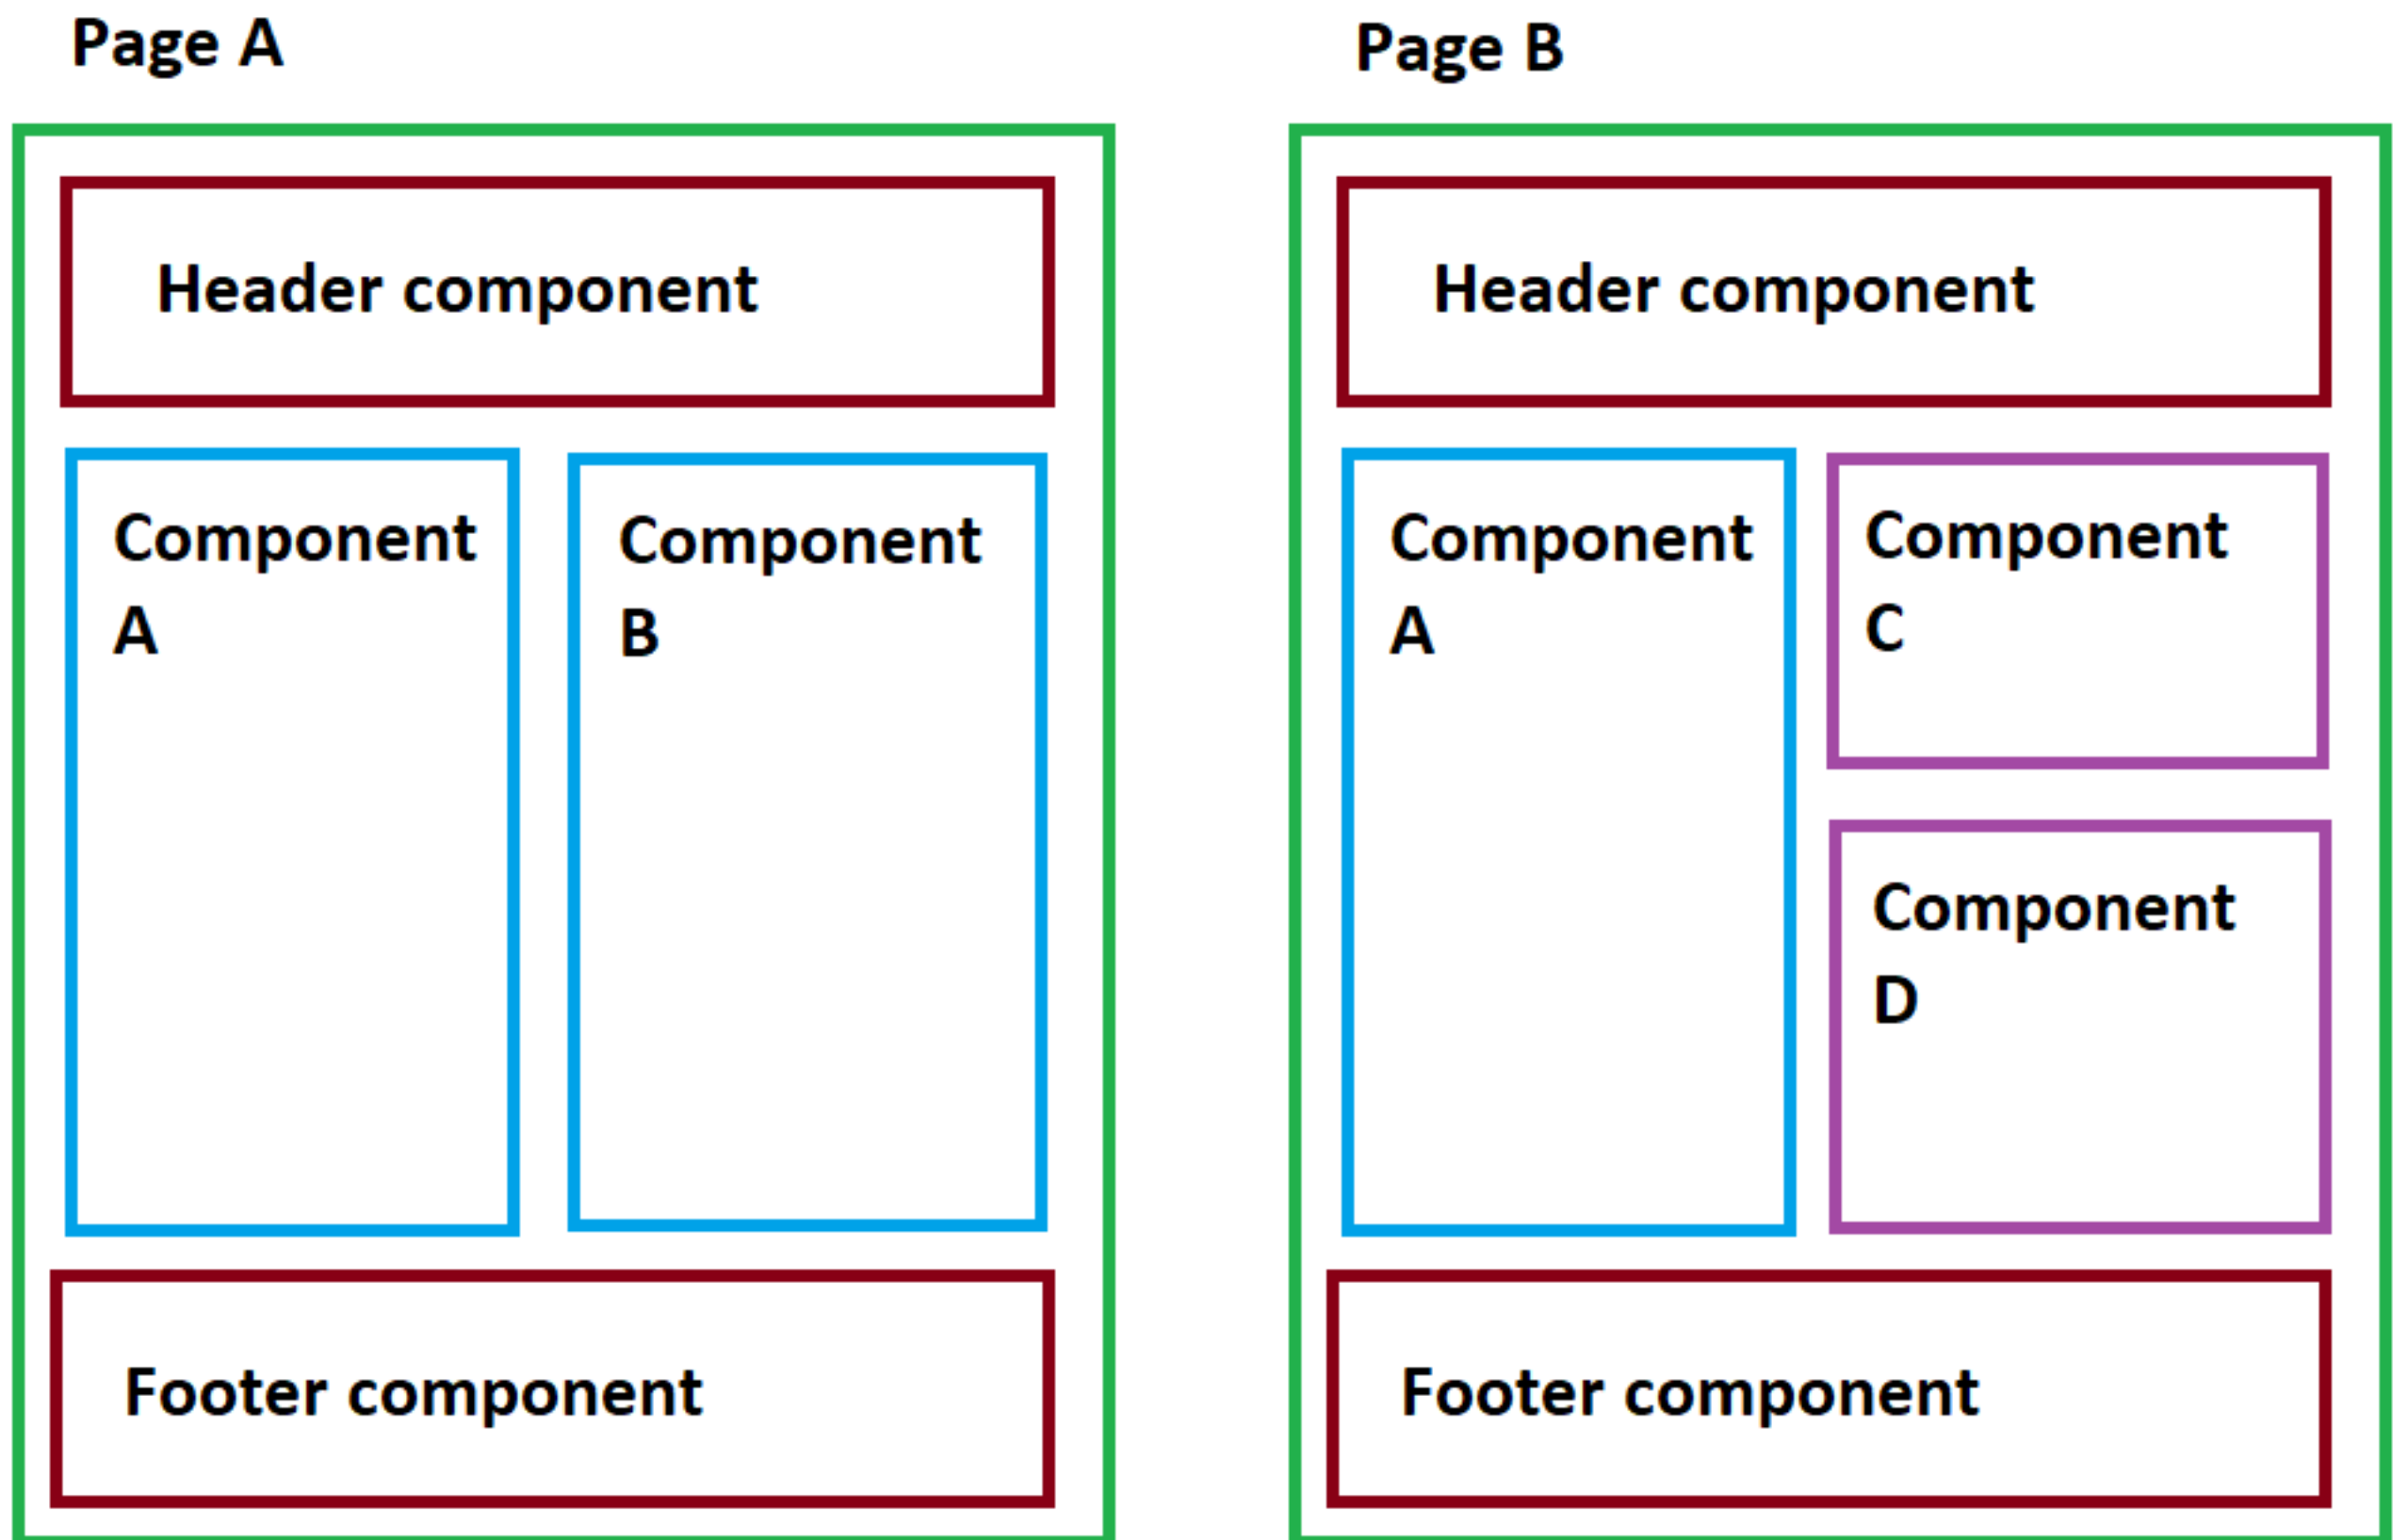 Page A
Header component
Component
A
Component
B
Footer component
Page B
Header component
Component
A
Component
C
Component
D
Footer component